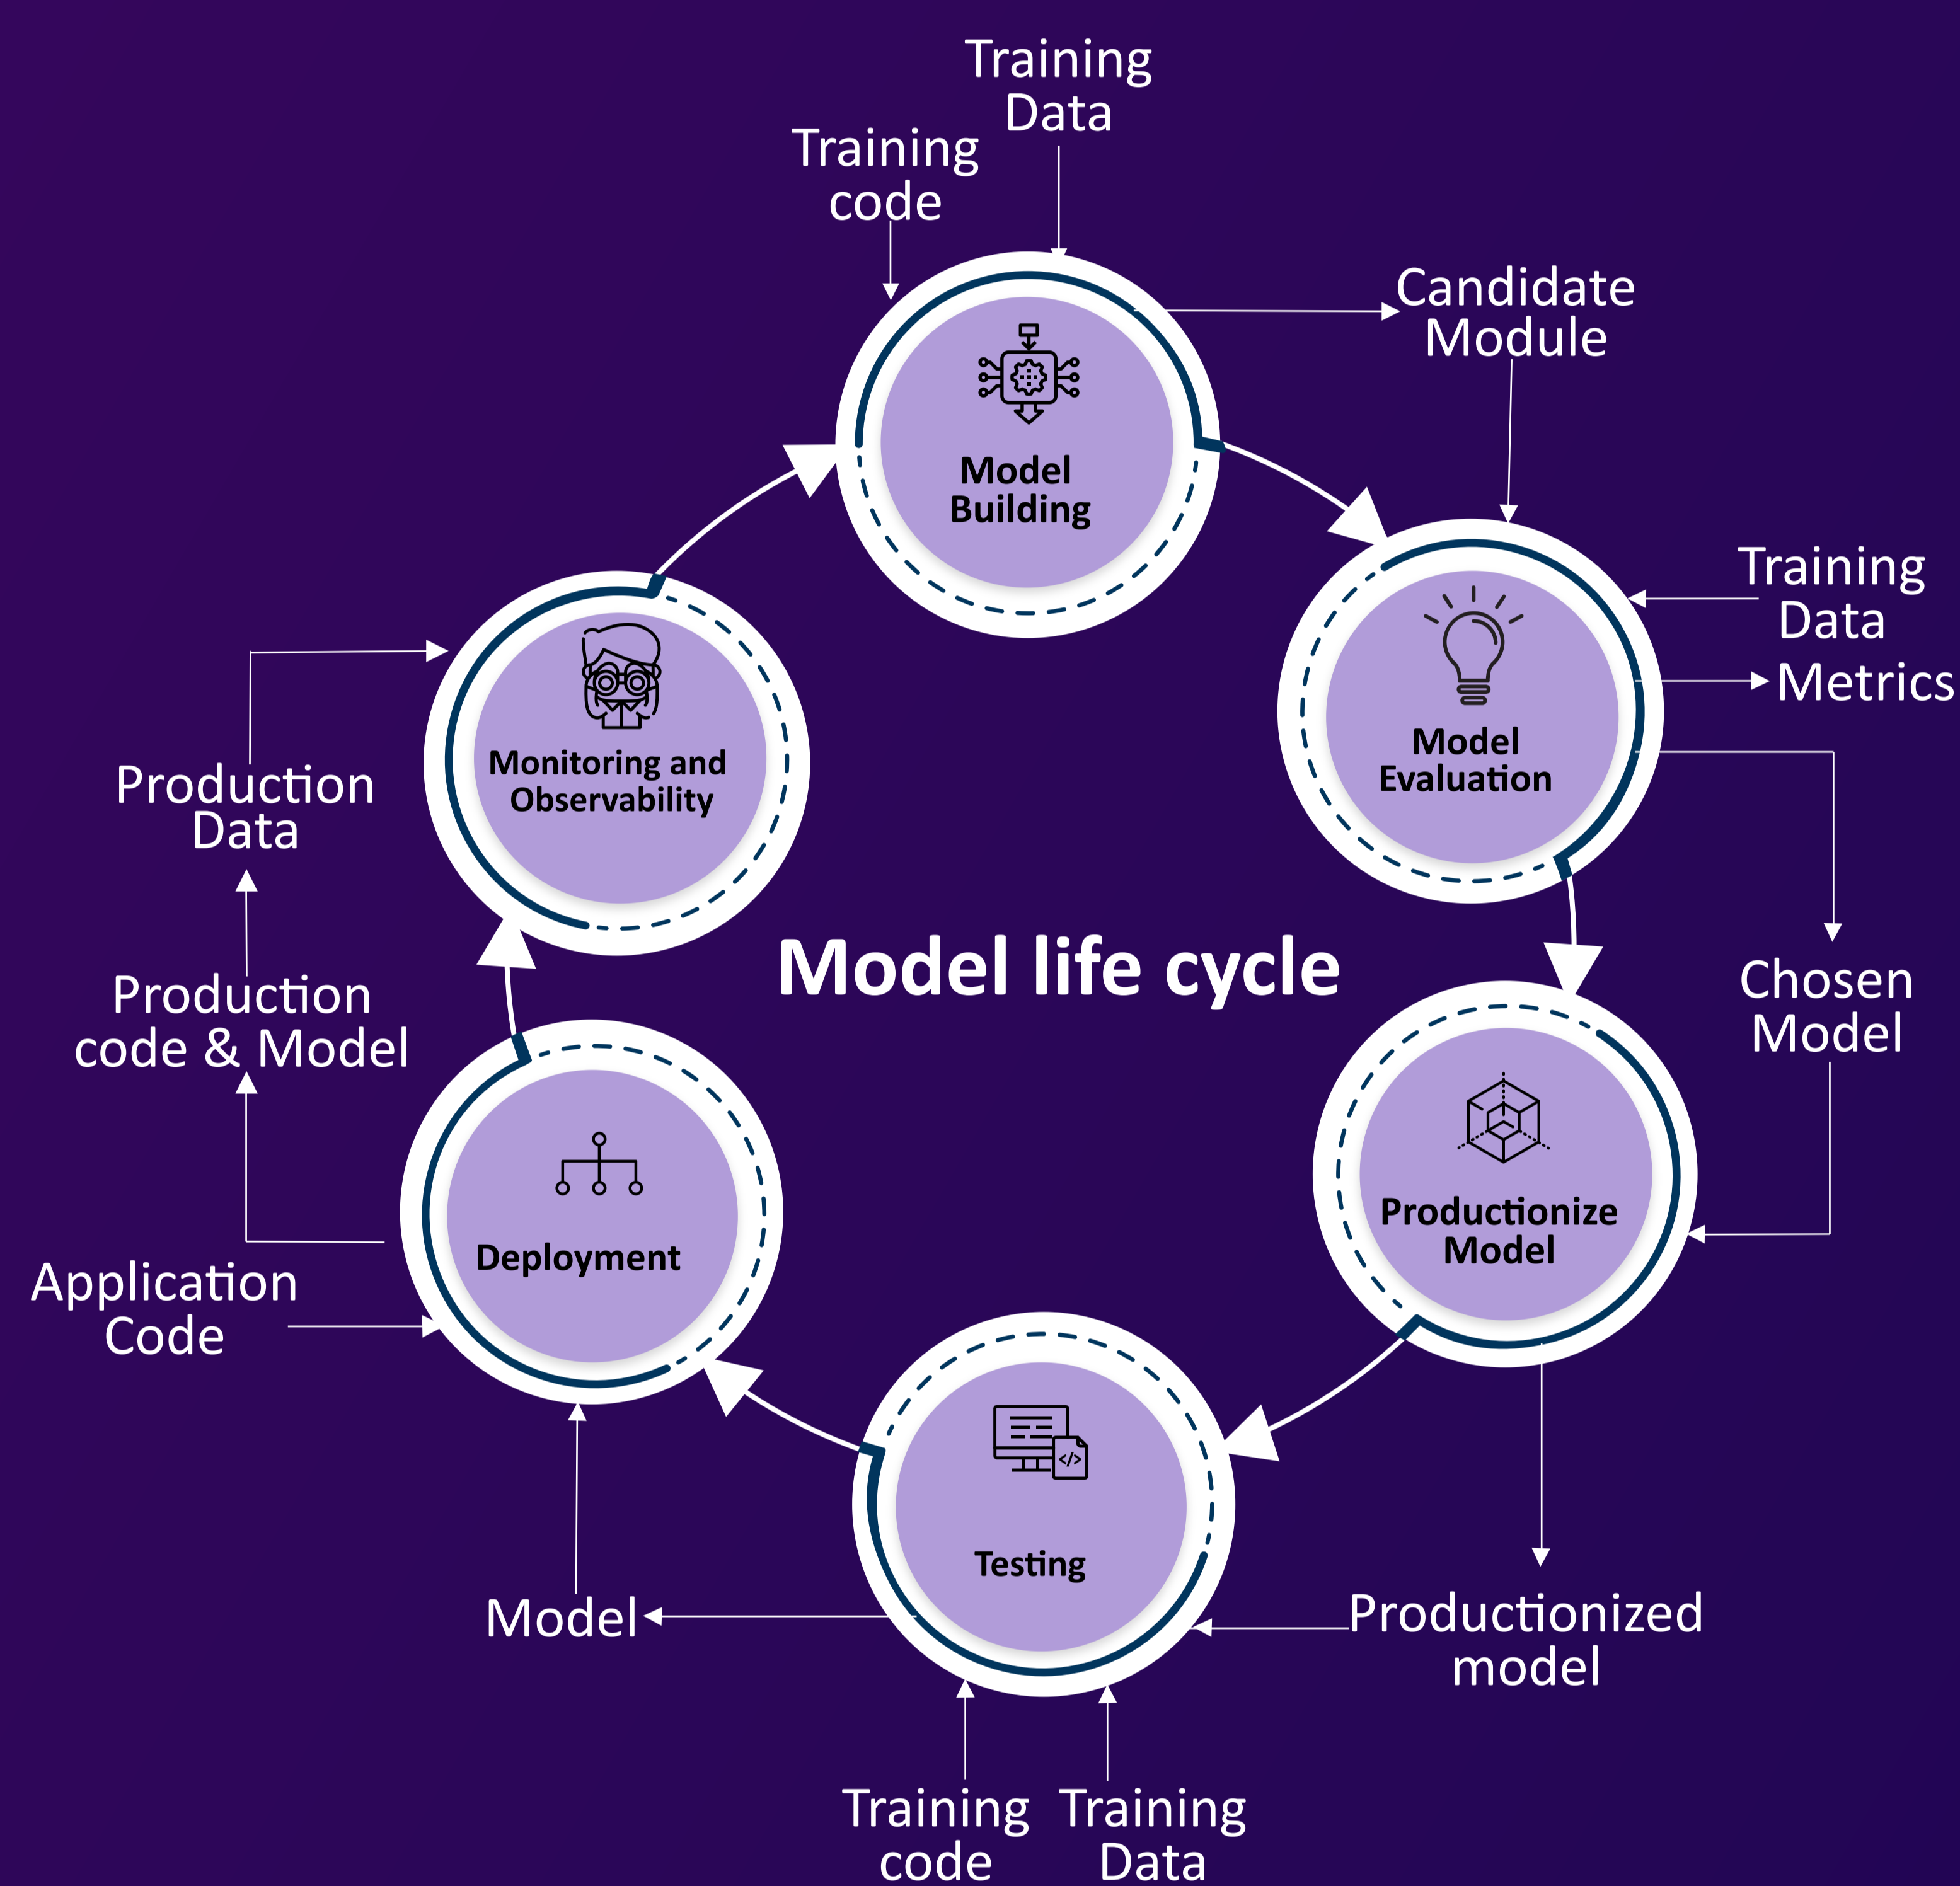 Training
Data
Training
code
Candidate
Module
Model
Building
Training
Data
Metrics
Model
Evaluation
Monitoring and
Observability
Production
Data
Model life cycle
Chosen
Model
Production
code & Model
Productionize
Model
Deployment
Application
Code
Testing
Model
Productionized
model
Training
code
Training
Data